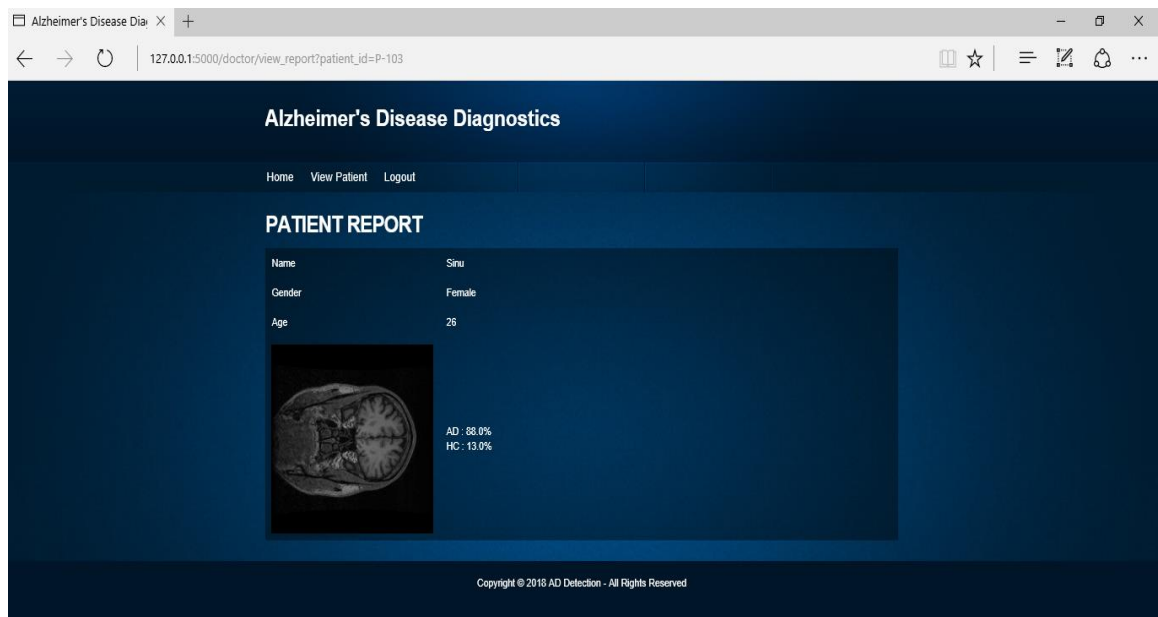 Alzheimer's Disease Diag
127.0.0.1:5000/doctor/view_report?patient_id=P-103
Alzheimer's Disease Diagnostics
Home View Patient Logout
PATIENT REPORT
Name Sinu
Gender Female
Age 26
AD : 88.0%
HC : 13.0%
Copyright © 2018 AD Detection - All Rights Reserved